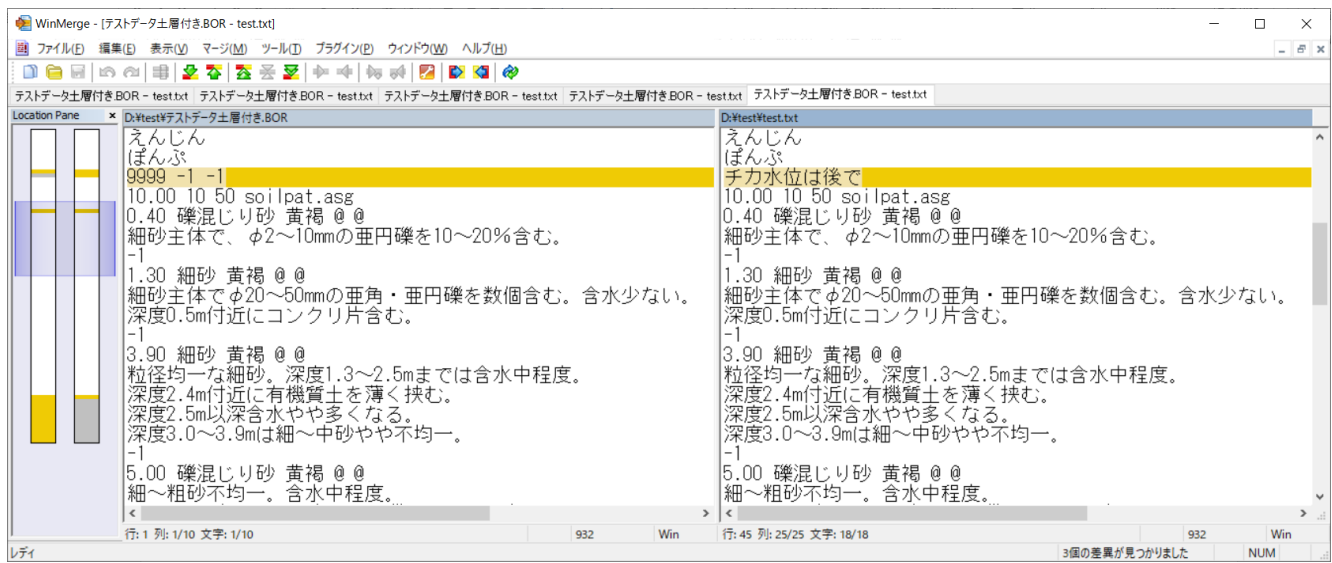 WinMerge - [テストデータ土層付き.BOR - test.txt]
ファイル(F) 編集(E) 表示(V) マージ(M) ツール(T) プラグイン(P) ウィンドウ(W) ヘルプ(H)
テストデータ土層付き.BOR - test.txt テストデータ土層付き.BOR - test.txt テストデータ土層付き.BOR - test.txt テストデータ土層付き.BOR - test.txt テストデータ土層付き.BOR - test.txt
Location Pane
D:¥test¥テストデータ土層付き.BOR
えんじん
ぽんぷ
9999 -1 -1
10.00 10 50 soilpat.asg
0.40 礫混じり砂 黄褐 @ @
細砂主体で、φ2～10mmの亜円礫を10～20%含む。
-1
1.30 細砂 黄褐 @ @
細砂主体でφ20～50mmの亜角・亜円礫を数個含む。含水少ない。
深度0.5m付近にコンクリ片含む。
-1
3.90 細砂 黄褐 @ @
粒径均一な細砂。深度1.3～2.5mまでは含水中程度。
深度2.4m付近に有機質土を薄く挟む。
深度2.5m以深含水やや多くなる。
深度3.0～3.9mは細～中砂やや不均一。
-1
5.00 礫混じり砂 黄褐 @ @
細～粗砂不均一。含水中程度。
行: 1 列: 1/10 文字: 1/10 932 Win
D:¥test¥test.txt
えんじん
ぽんぷ
チカ水位は後で
10.00 10 50 soilpat.asg
0.40 礫混じり砂 黄褐 @ @
細砂主体で、φ2～10mmの亜円礫を10～20%含む。
-1
1.30 細砂 黄褐 @ @
細砂主体でφ20～50mmの亜角・亜円礫を数個含む。含水少ない。
深度0.5m付近にコンクリ片含む。
-1
3.90 細砂 黄褐 @ @
粒径均一な細砂。深度1.3～2.5mまでは含水中程度。
深度2.4m付近に有機質土を薄く挟む。
深度2.5m以深含水やや多くなる。
深度3.0～3.9mは細～中砂やや不均一。
-1
5.00 礫混じり砂 黄褐 @ @
細～粗砂不均一。含水中程度。
行: 45 列: 25/25 文字: 18/18 932 Win
レディ 3個の差異が見つかりました NUM